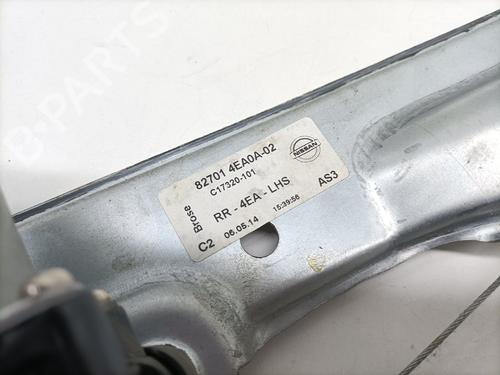 82701 4EA0A-02
C17320-101
NISSAN
Brose
RR - 4EA - LHS
AS3
C2 06.05.14 15:39:56
B-PARTS